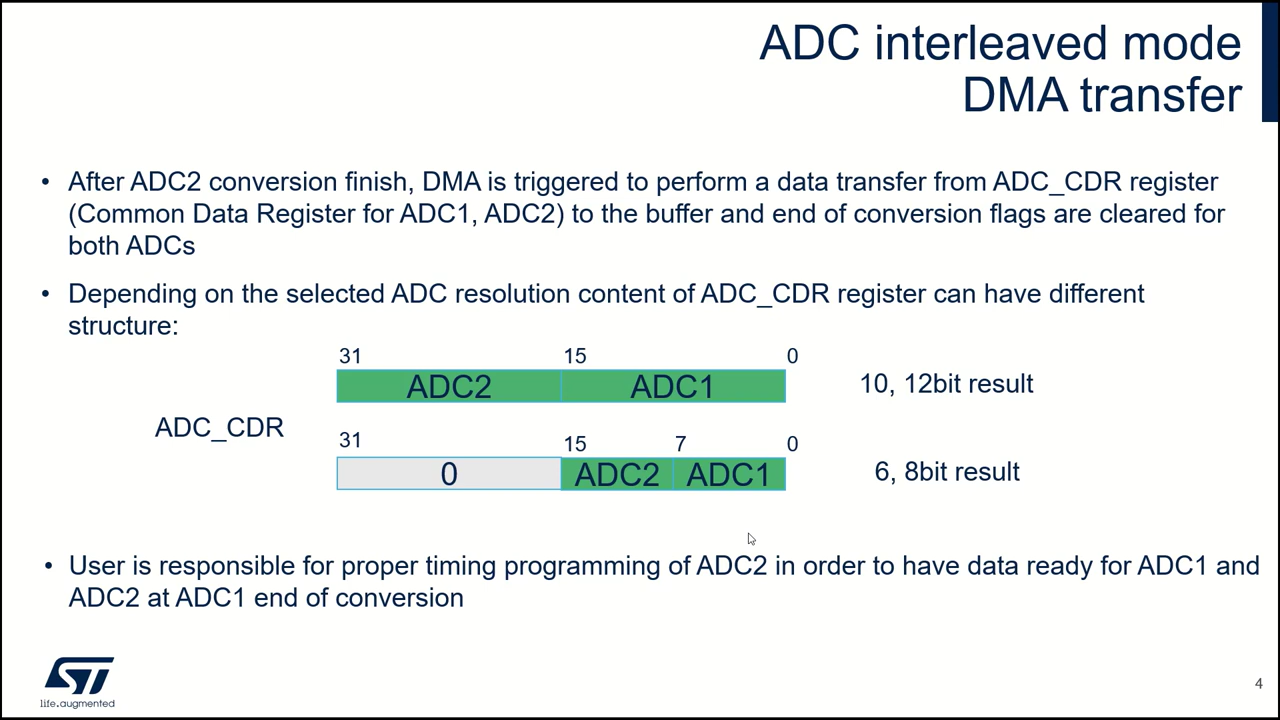 ADC interleaved mode
DMA transfer
• After ADC2 conversion finish, DMA is triggered to perform a data transfer from ADC_CDR register
(Common Data Register for ADC1, ADC2) to the buffer and end of conversion flags are cleared for
both ADCs
• Depending on the selected ADC resolution content of ADC_CDR register can have different
structure:
31 15 0
ADC2 ADC1 10, 12bit result
ADC_CDR
31 15 7 0
0 ADC2 ADC1 6, 8bit result
• User is responsible for proper timing programming of ADC2 in order to have data ready for ADC1 and
ADC2 at ADC1 end of conversion
ST
life.augmented
4